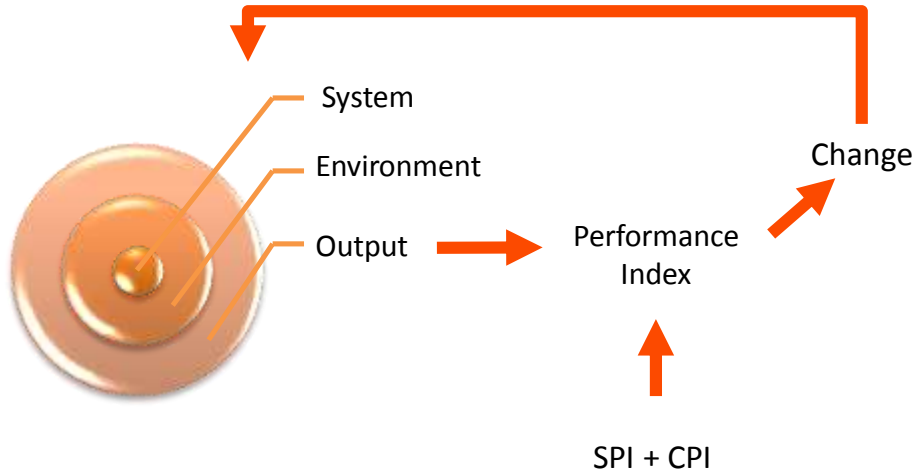 System
Environment
Change
Output
Performance
Index
SPI + CPI